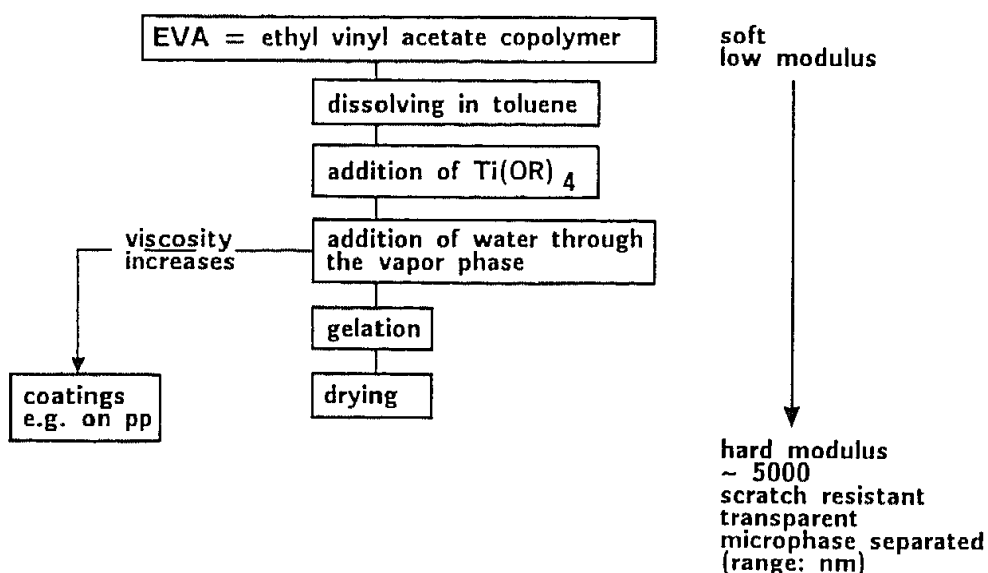 EVA = ethyl vinyl acetate copolymer
dissolving in toluene
addition of Ti(OR) 4
addition of water through
the vapor phase
viscosity
increases
gelation
drying
coatings
e.g. on pp
soft
low modulus
hard modulus
~ 5000
scratch resistant
transparent
microphase separated
(range: nm)